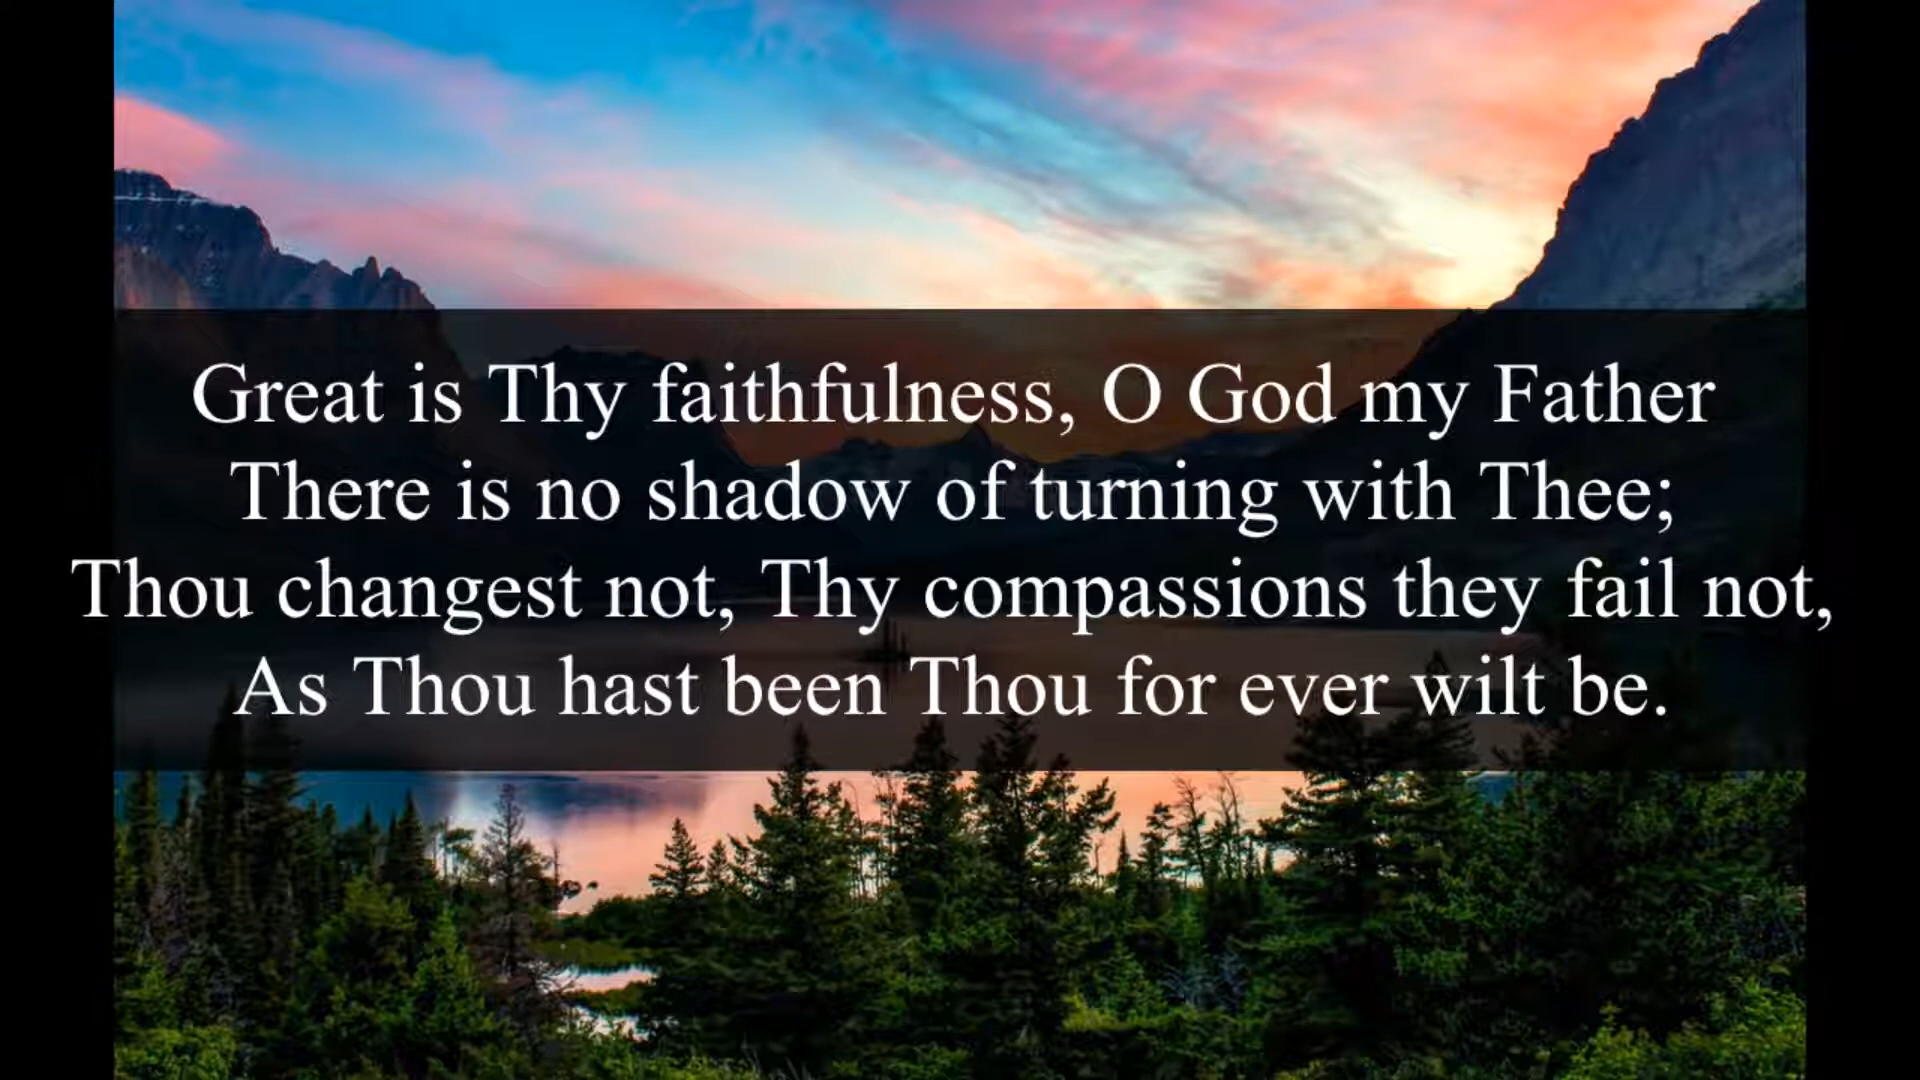 Great is Thy faithfulness, O God my Father
There is no shadow of turning with Thee;
Thou changest not, Thy compassions they fail not,
As Thou hast been Thou for ever wilt be.